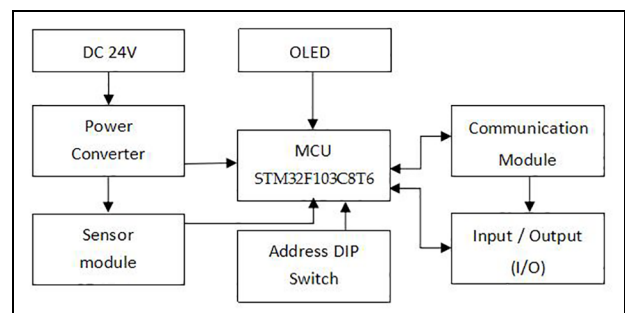 DC 24V
OLED
Power
Converter
MCU
STM32F103C8T6
Communication
Module
Sensor
module
Address DIP
Switch
Input / Output
(I/O)